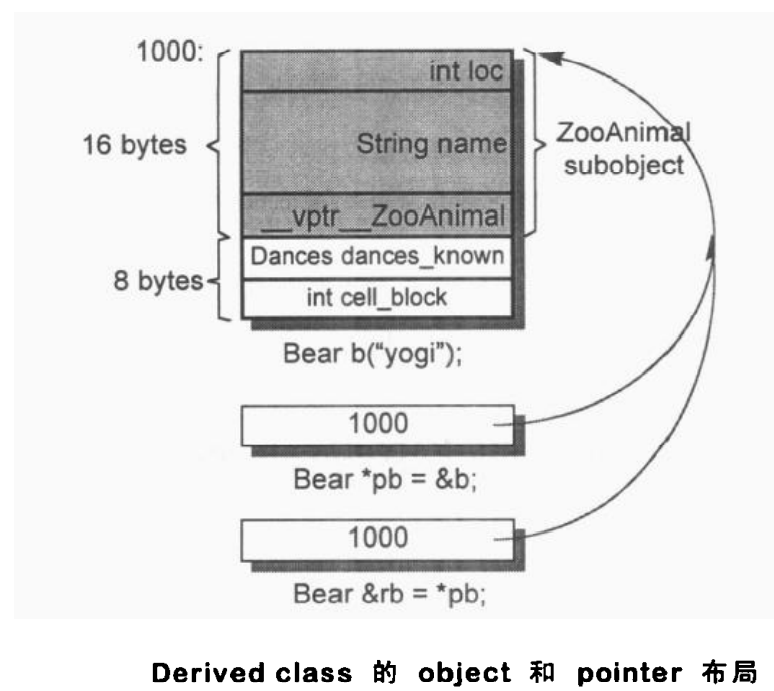 1000:
int loc
16 bytes
String name
ZooAnimal
subobject
__vptr__ZooAnimal
Dances dances_known
8 bytes
int cell_block
Bear b(“yogi”);
1000
Bear *pb = &b;
1000
Bear &rb = *pb;
Derived class 的 object 和 pointer 布局